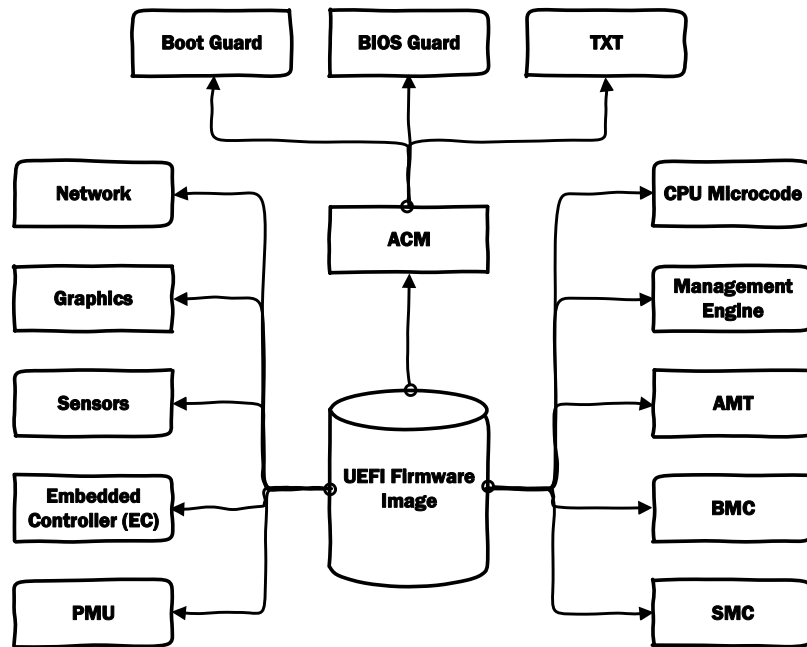 Boot Guard
BIOS Guard
TXT
Network
ACM
CPU Microcode
Graphics
Management
Engine
Sensors
AMT
UEFI Firmware
Image
Embedded
Controller (EC)
BMC
PMU
SMC